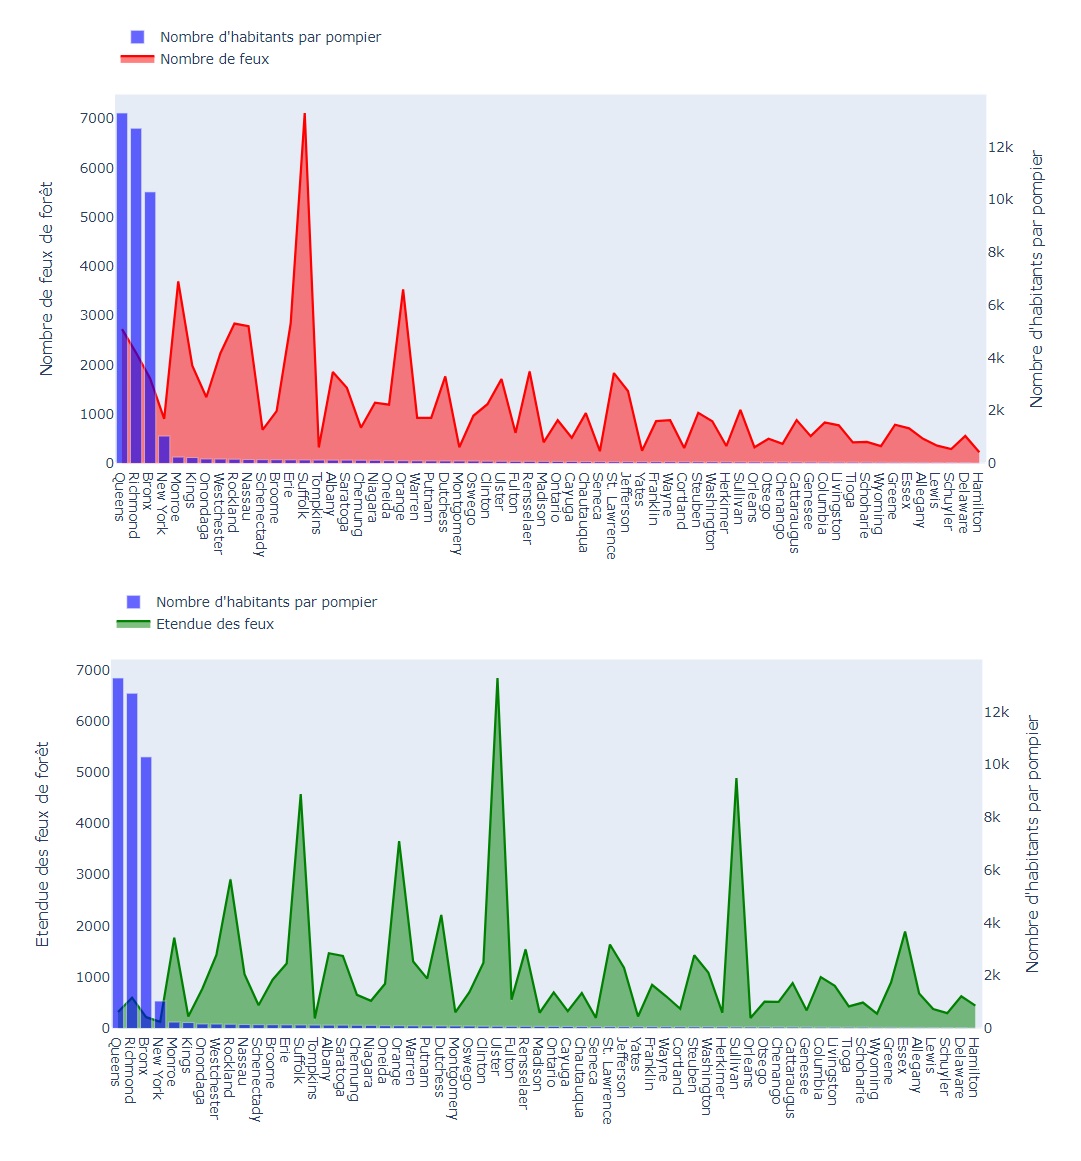 Nombre d'habitants par pompier
Nombre de feux
Nombre de feux de forêt
7000
6000
5000
4000
3000
2000
1000
0
12k
10k
8k
6k
4k
2k
0
Nombre d'habitants par pompier
Queens
Richmond
Bronx
New York
Monroe
Kings
Onondaga
Westchester
Rockland
Nassau
Schenectady
Broome
Erie
Suffolk
Tompkins
Albany
Saratoga
Chemung
Niagara
Oneida
Orange
Warren
Putnam
Dutchess
Montgomery
Oswego
Clinton
Ulster
Fulton
Rensselaer
Madison
Ontario
Cayuga
Chautauqua
Seneca
St. Lawrence
Jefferson
Yates
Franklin
Wayne
Cortland
Steuben
Washington
Herkimer
Sullivan
Orleans
Otsego
Chenango
Cattaraugus
Genesee
Columbia
Livingston
Tioga
Schoharie
Wyoming
Greene
Essex
Allegany
Lewis
Schuyler
Delaware
Hamilton
Nombre d'habitants par pompier
Etendue des feux
Etendue des feux de forêt
7000
6000
5000
4000
3000
2000
1000
0
12k
10k
8k
6k
4k
2k
0
Nombre d'habitants par pompier
Queens
Richmond
Bronx
New York
Monroe
Kings
Onondaga
Westchester
Rockland
Nassau
Schenectady
Broome
Erie
Suffolk
Tompkins
Albany
Saratoga
Chemung
Niagara
Oneida
Orange
Warren
Putnam
Dutchess
Montgomery
Oswego
Clinton
Ulster
Fulton
Rensselaer
Madison
Ontario
Cayuga
Chautauqua
Seneca
St. Lawrence
Jefferson
Yates
Franklin
Wayne
Cortland
Steuben
Washington
Herkimer
Sullivan
Orleans
Otsego
Chenango
Cattaraugus
Genesee
Columbia
Livingston
Tioga
Schoharie
Wyoming
Greene
Essex
Allegany
Lewis
Schuyler
Delaware
Hamilton